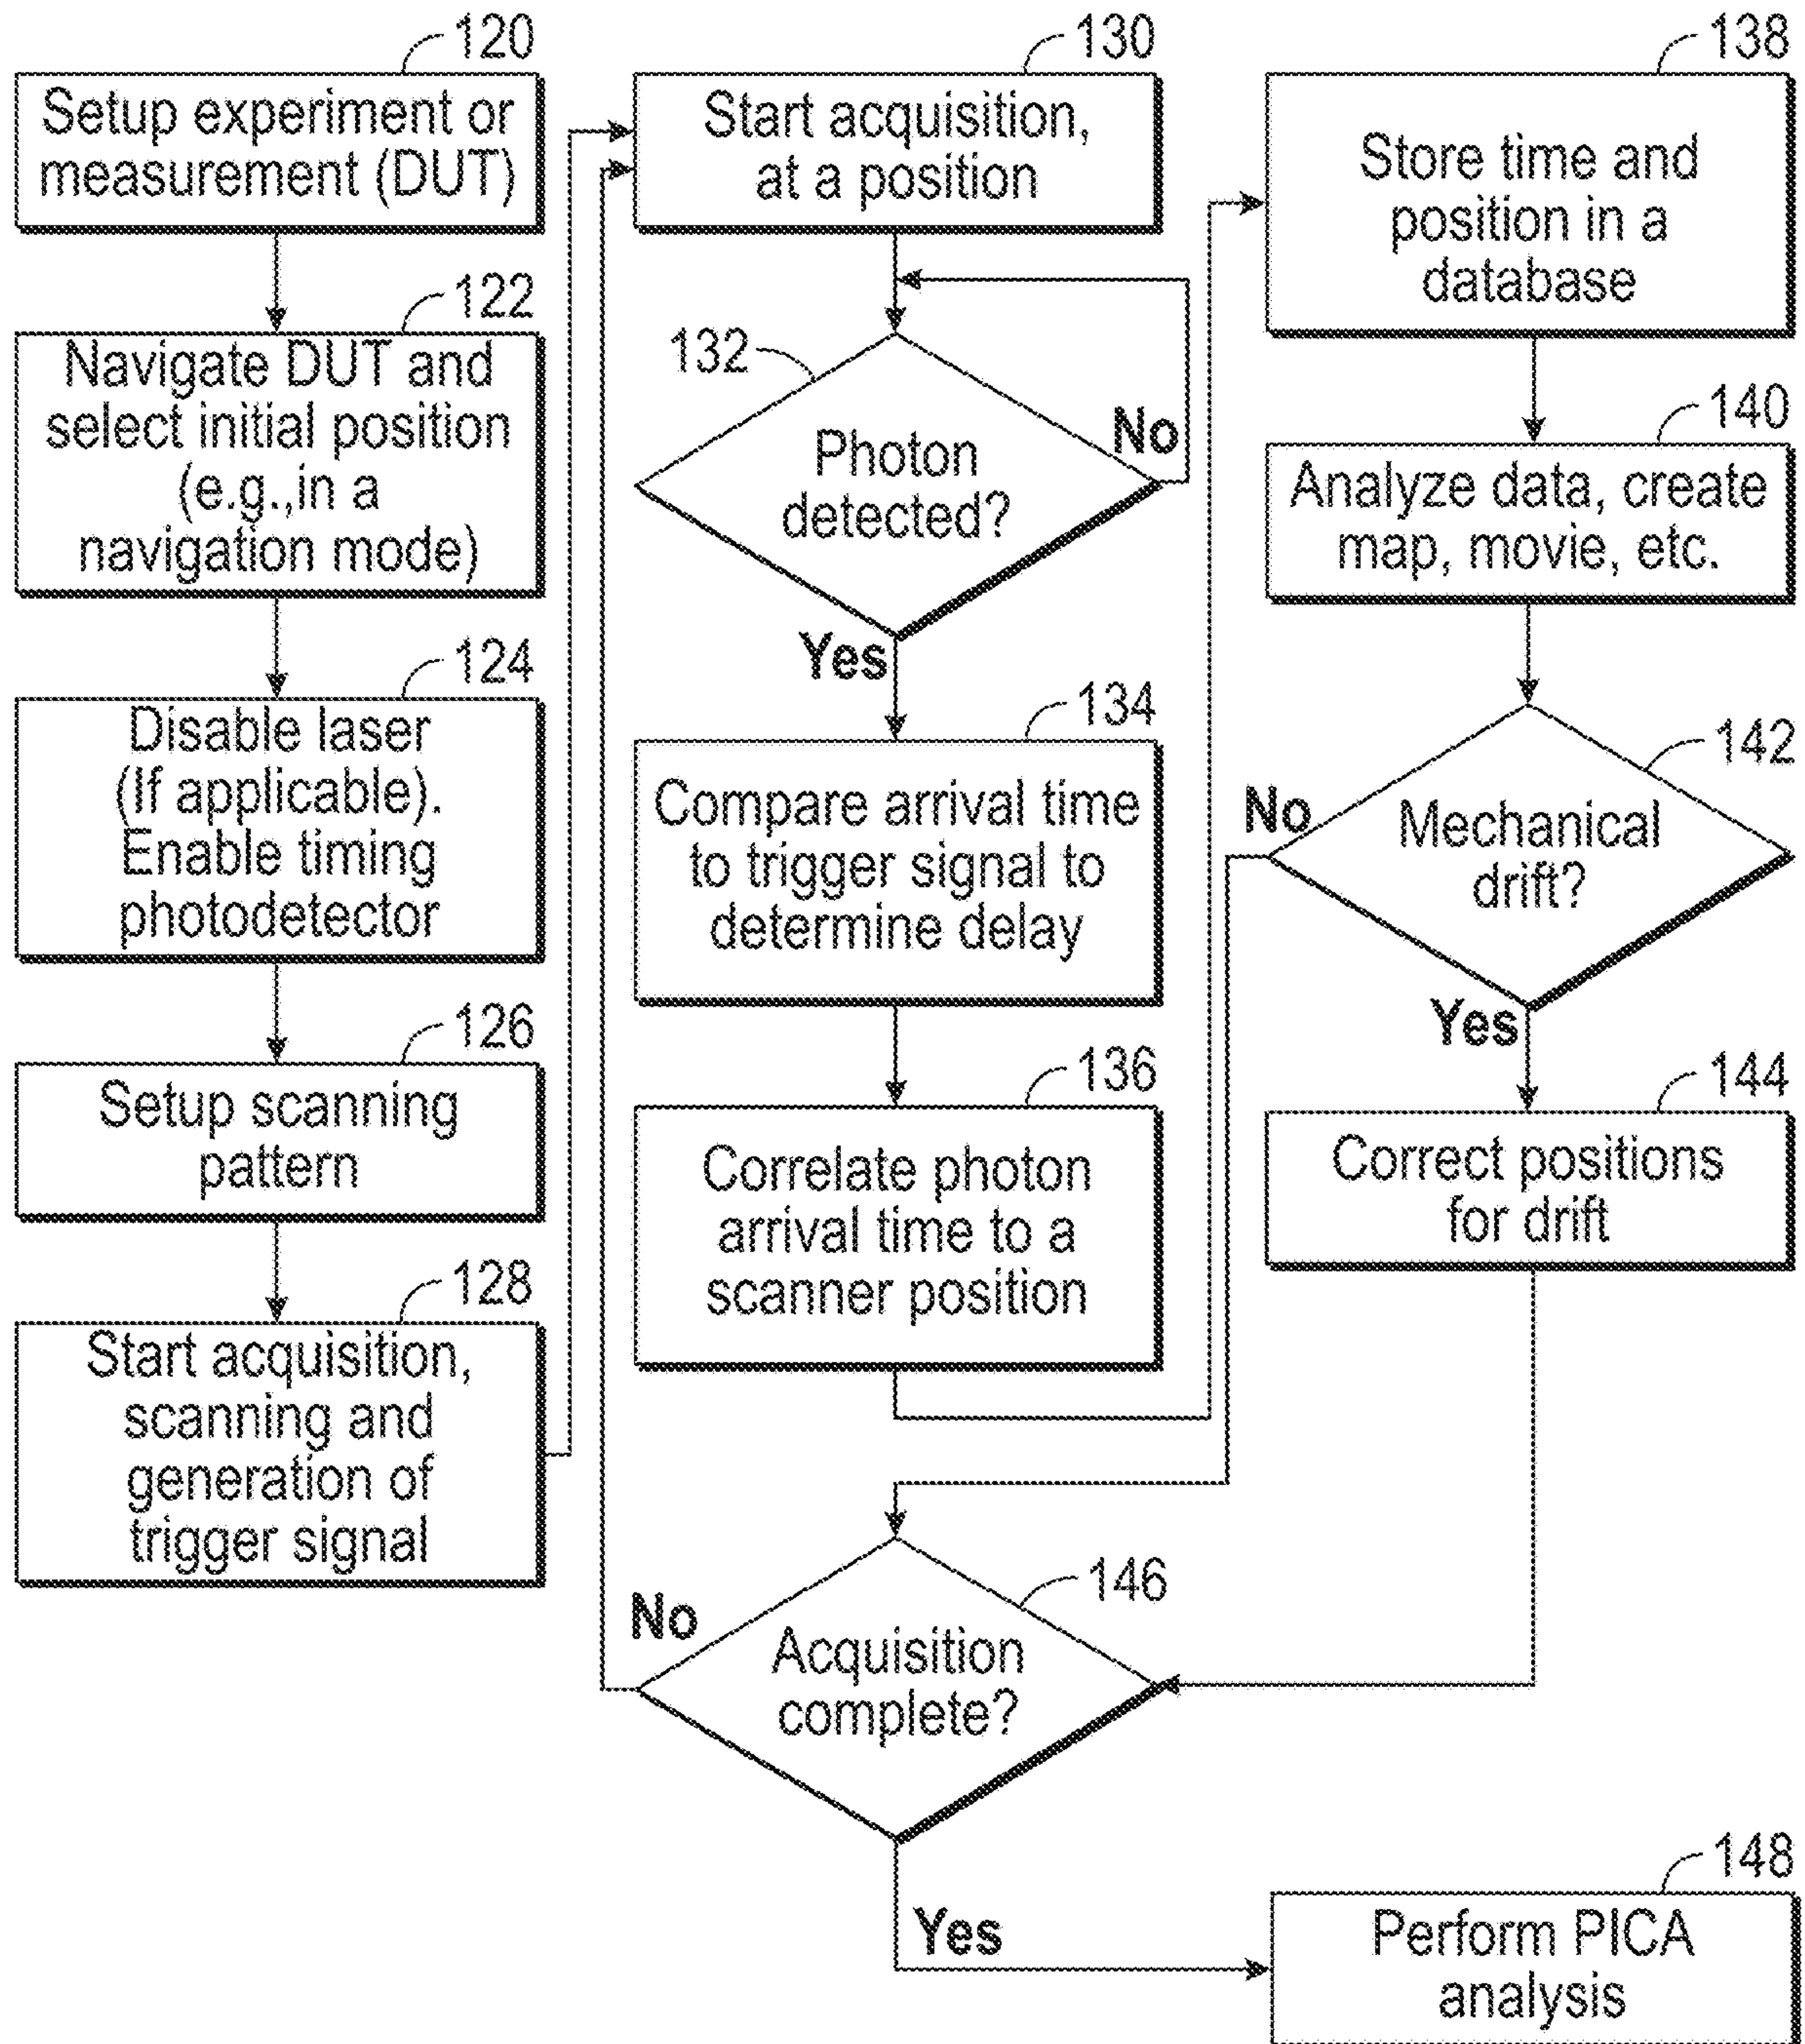 120
Setup experiment or
measurement (DUT)
122
Navigate DUT and
select initial position
(e.g.,in a
navigation mode)
124
Disable laser
(If applicable).
Enable timing
photodetector
126
Setup scanning
pattern
128
Start acquisition,
scanning and
generation of
trigger signal
130
Start acquisition,
at a position
132
Photon
detected?
No
Yes
134
Compare arrival time
to trigger signal to
determine delay
136
Correlate photon
arrival time to a
scanner position
138
Store time and
position in a
database
140
Analyze data, create
map, movie, etc.
142
Mechanical
drift?
No
Yes
144
Correct positions
for drift
146
Acquisition
complete?
No
Yes
148
Perform PICA
analysis